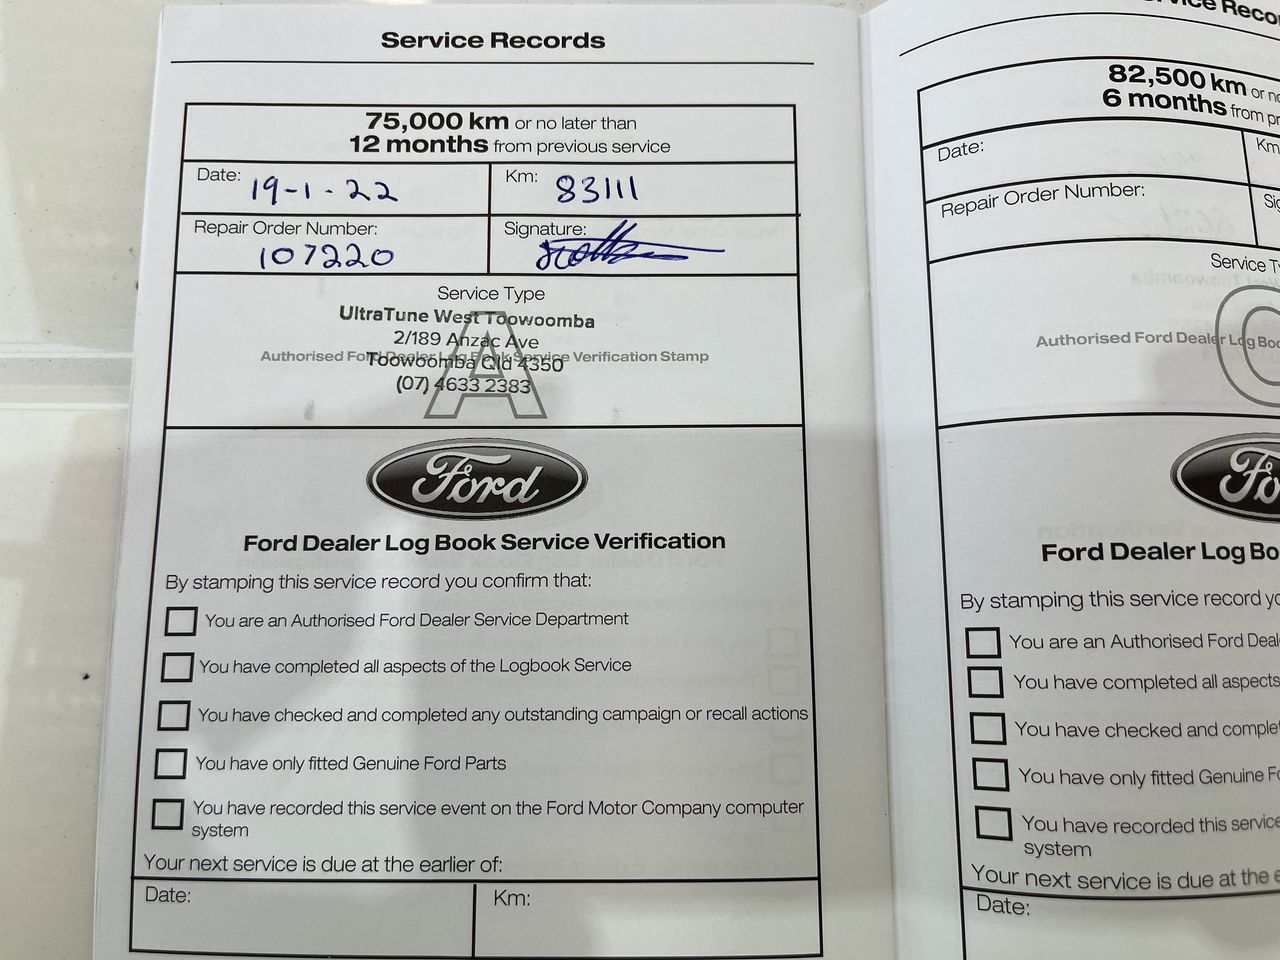 Service Records
75,000 km or no later than
12 months from previous service
Date: 19-1-22
Km: 83111
Repair Order Number:
107220
Signature:
Service Type
A
UltraTune West Toowoomba
2/189 Anzac Ave
Authorised Ford Dealer Log Book Service Verification Stamp
Toowoomba Qld 4350
(07) 4633 2383
Ford
Ford Dealer Log Book Service Verification
By stamping this service record you confirm that:
You are an Authorised Ford Dealer Service Department
You have completed all aspects of the Logbook Service
You have checked and completed any outstanding campaign or recall actions
You have only fitted Genuine Ford Parts
You have recorded this service event on the Ford Motor Company computer
system
Your next service is due at the earlier of:
Date:
Km:
82,500 km or
6 months from
Date:
Km
Repair Order Number:
Service
Authorised Ford Dealer Log
Ford Dealer Log
By stamping this service record
You are an Authorised Ford
You have completed all aspects
You have checked and
You have only fitted Genuine
You have recorded this service
system
Your next service is due at the
Date: